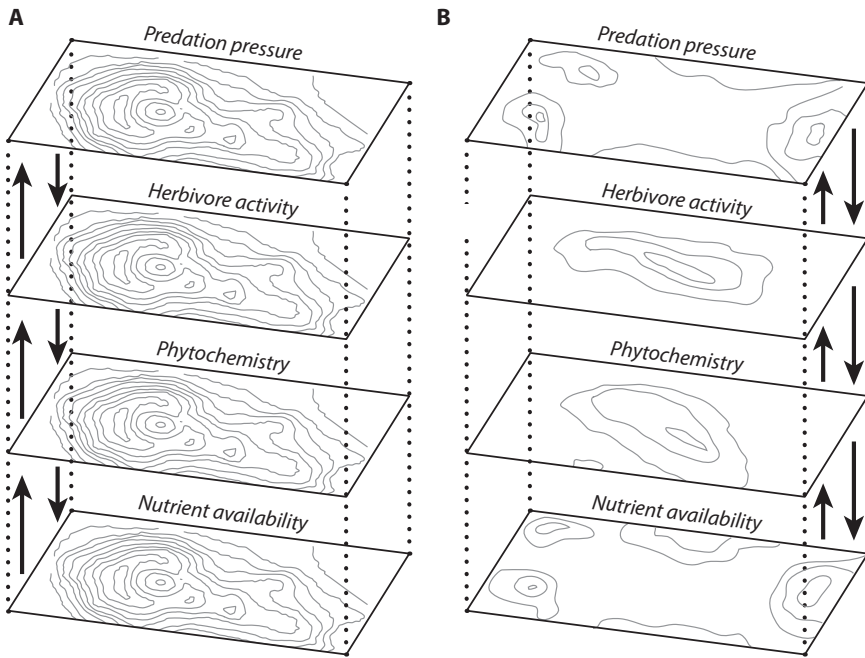 A
Predation pressure
Herbivore activity
Phytochemistry
Nutrient availability
B
Predation pressure
Herbivore activity
Phytochemistry
Nutrient availability